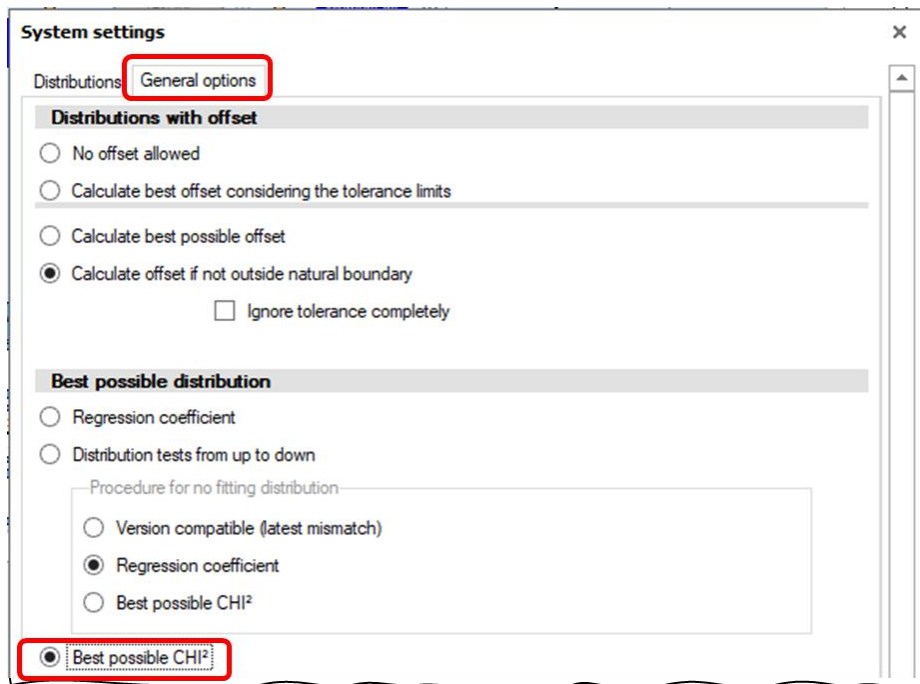 System settings
Distributions General options
Distributions with offset
No offset allowed
Calculate best offset considering the tolerance limits
Calculate best possible offset
Calculate offset if not outside natural boundary
Ignore tolerance completely
Best possible distribution
Regression coefficient
Distribution tests from up to down
Procedure for no fitting distribution
Version compatible (latest mismatch)
Regression coefficient
Best possible CHI²
Best possible CHI²